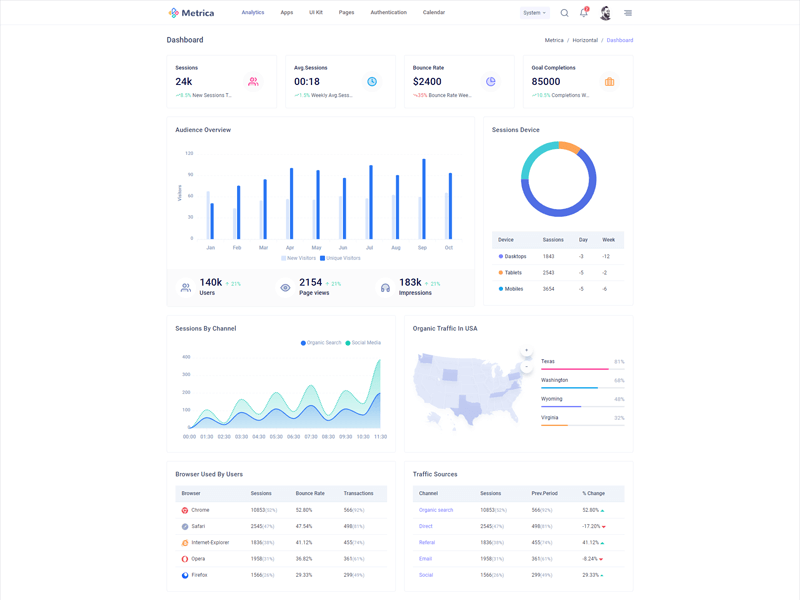 Metrica Analytics Apps UI Kit Pages Authentication Calendar System 2
Dashboard Metrica / Horizontal / Dashboard
Sessions
24k
8.5% New Sessions T...
Avg.Sessions
00:18
1.5% Weekly Avg.Sess...
Bounce Rate
$2400
35% Bounce Rate Wee...
Goal Completions
85000
10.5% Completions W...
Audience Overview
120
90
60
30
0
Visitors
Jan Feb Mar Apr May Jun Jul Aug Sep Oct
New Visitors Unique Visitors
140k 21%
Users
2154 21%
Page views
183k 21%
Impressions
Sessions Device
Device Sassions Day Week
Dasktops 1843 -3 -12
Tablets 2543 -5 -2
Mobiles 3654 -5 -6
Sessions By Channel
Organic Search Social Media
400
300
200
100
0
00:00 01:30 02:30 03:30 04:30 05:30 06:30 07:30 08:30 09:30 10:30 11:30
Organic Traffic In USA
+
-
Texas 81%
Washington 68%
Wyoming 48%
Virginia 32%
Browser Used By Users
Browser Sessions Bounce Rate Transactions
Chrome 10853(52%) 52.80% 566(92%)
Safari 2545(47%) 47.54% 498(81%)
Internet-Explorer 1836(38%) 41.12% 455(74%)
Opera 1958(31%) 36.82% 361(61%)
Firefox 1566(26%) 29.33% 299(49%)
Traffic Sources
Channel Sessions Prev.Period % Change
Organic search 10853(52%) 566(92%) 52.80%
Direct 2545(47%) 498(81%) -17.20%
Referal 1836(38%) 455(74%) 41.12%
Email 1958(31%) 361(61%) -8.24%
Social 1566(26%) 299(49%) 29.33%